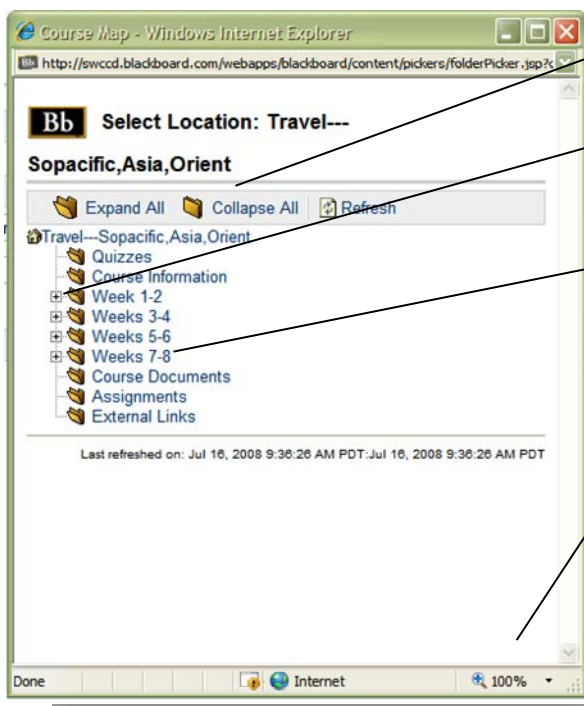 Course Map - Windows Internet Explorer
http://swccd.blackboard.com/webapps/blackboard/content/pickers/folderPicker.jsp?c
Bb Select Location: Travel---
Sopacific,Asia,Orient
Expand All Collapse All Refresh
Travel---Sopacific,Asia,Orient
Quizzes
Course Information
Week 1-2
Weeks 3-4
Weeks 5-6
Weeks 7-8
Course Documents
Assignments
External Links
Last refreshed on: Jul 16, 2008 9:36:26 AM PDT:Jul 16, 2008 9:36:26 AM PDT
Done Internet 100%